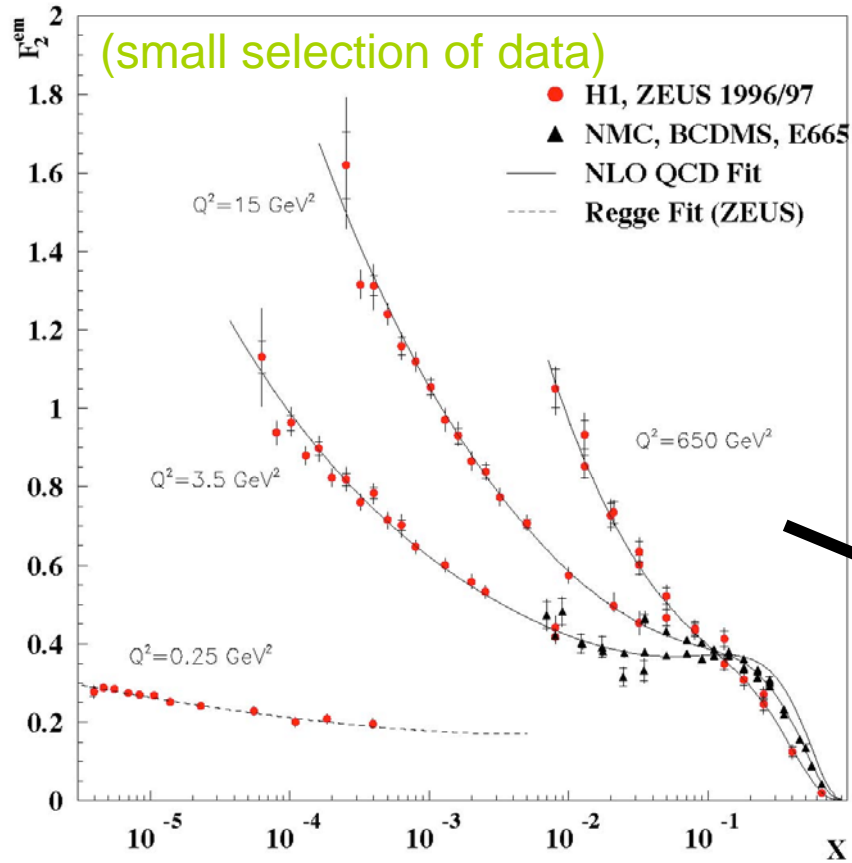 F₂ᵉᵐ
(small selection of data)
H1, ZEUS 1996/97
NMC, BCDMS, E665
NLO QCD Fit
Regge Fit (ZEUS)
Q²=15 GeV²
Q²=650 GeV²
Q²=3.5 GeV²
Q²=0.25 GeV²
2
1.8
1.6
1.4
1.2
1
0.8
0.6
0.4
0.2
0
10⁻⁵ 10⁻⁴ 10⁻³ 10⁻² 10⁻¹ X